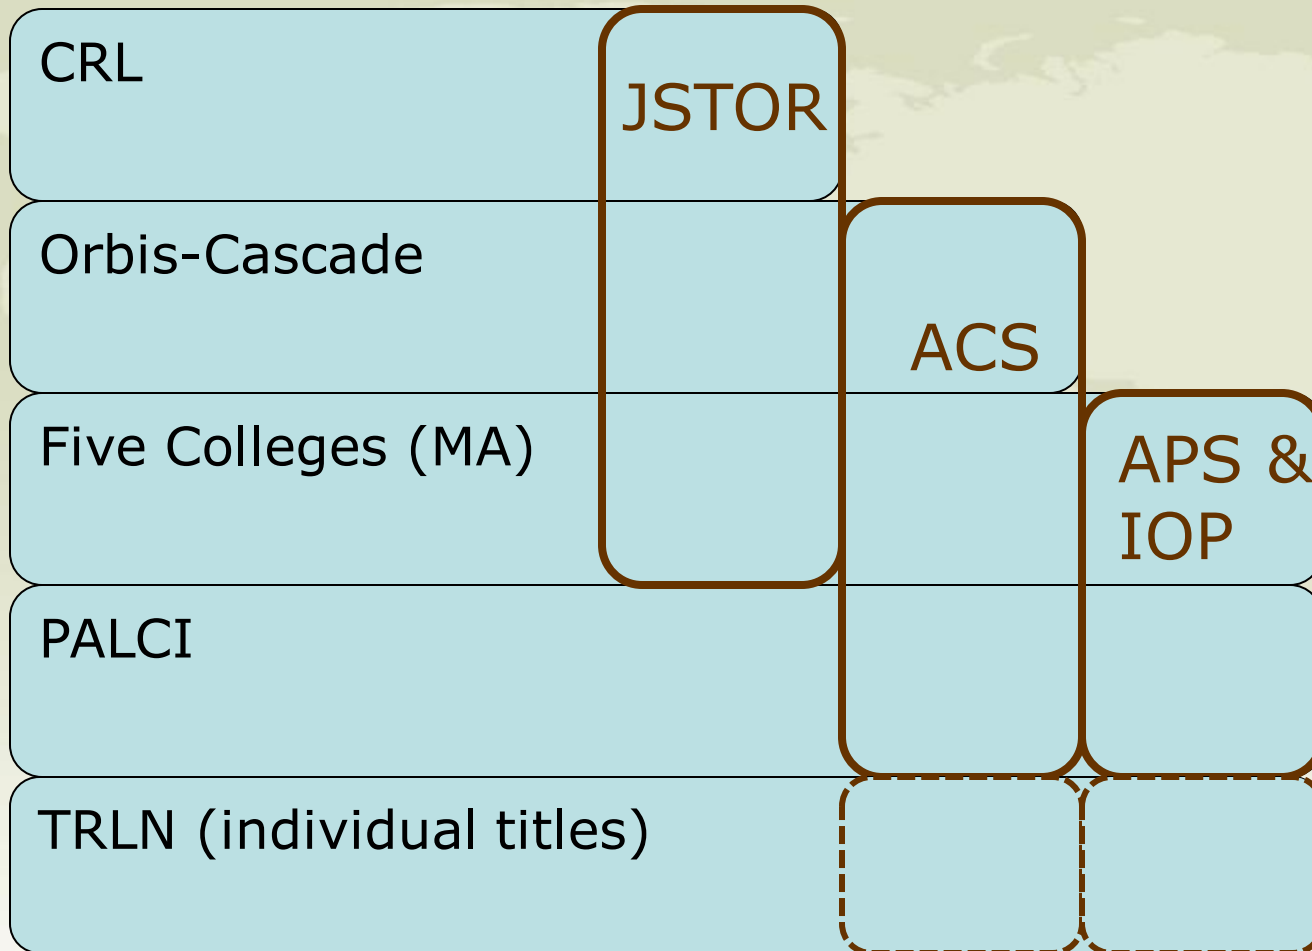 CRL
JSTOR
Orbis-Cascade
ACS
Five Colleges (MA)
APS &
IOP
PALCI
TRLN (individual titles)